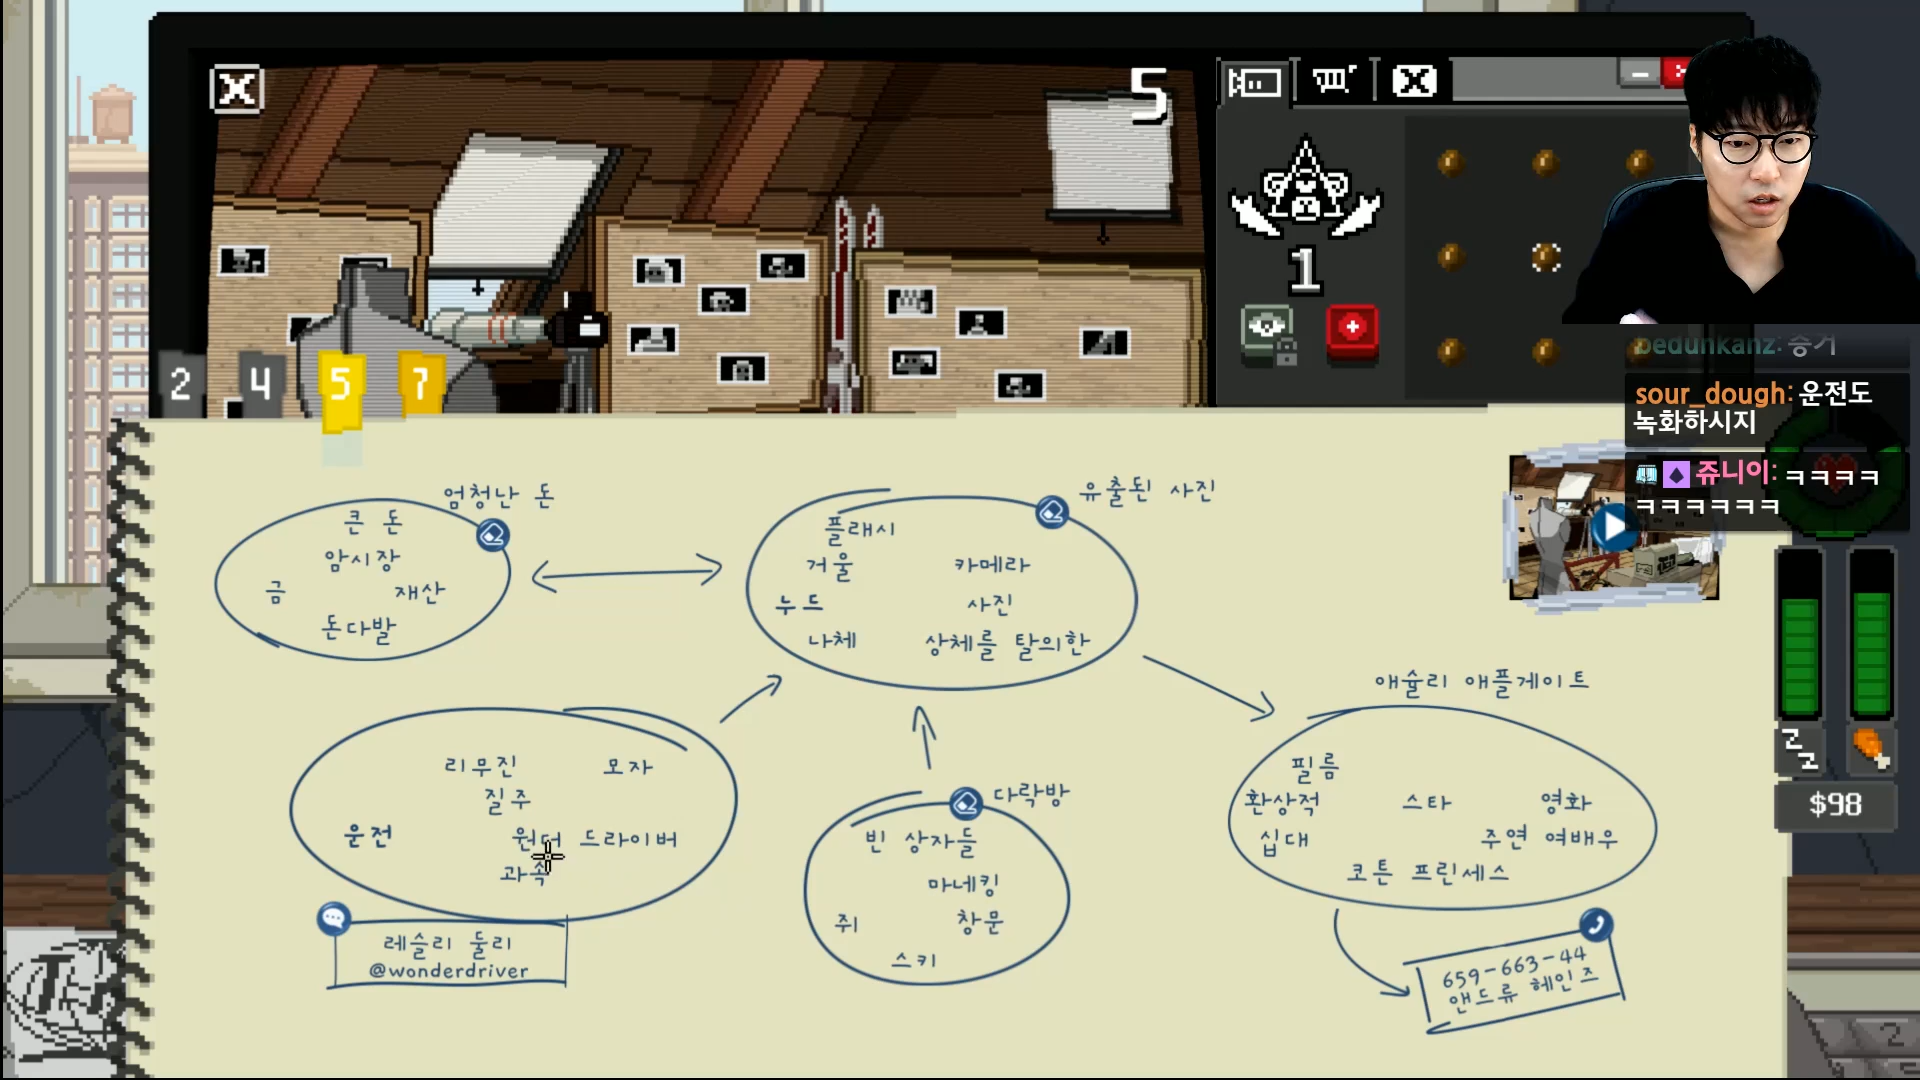 5
1
2 4 5 7
bedunkanz: 증거
sour_dough: 운전도
녹화하시지
쥬니이: ㅋㅋㅋㅋ
ㅋㅋㅋㅋㅋㅋ
엄청난 돈
큰 돈
암시장
금 재산
돈다발
유출된 사진
플래시
거울 카메라
누드 사진
나체 상체를 탈의한
애슐리 애플게이트
필름
환상적 스타 영화
십대 주연 여배우
코튼 프린세스
리무진 모자
질주
운전 원더 드라이버
과속
레슬리 둘리
@wonderdriver
다락방
빈 상자들
마네킹
쥐 창문
스키
659-663-44
앤드류 헤인즈
$98
2